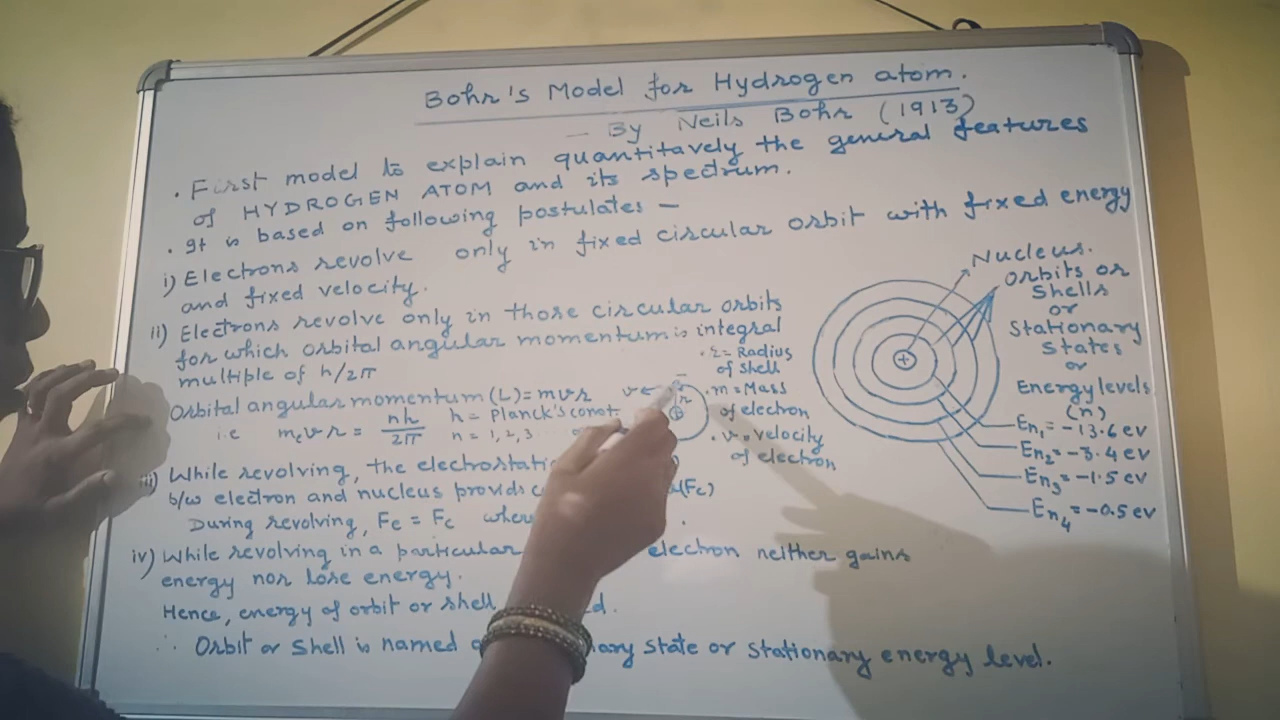 Bohr's Model for Hydrogen atom.
- By Neils Bohr (1913)
. First model to explain quantitavely the general features
of HYDROGEN ATOM and its spectrum.
. It is based on following postulates -
i) Electrons revolve only in fixed circular orbit with fixed energy
and fixed velocity.
ii) Electrons revolve only in those circular orbits
for which orbital angular momentum is integral
multiple of h/2π
Orbital angular momentum (L) = mvr
i.e mₑvr = nh/2π h = Planck's const
n = 1, 2, 3
. r = Radius
of shell
. m = Mass
of electron
. v = velocity
of electron
iii) While revolving, the electrostati
b/w electron and nucleus provids (Fc)
During revolving, Fe = Fc
iv) While revolving in a particular electron neither gains
energy nor lose energy.
Hence, energy of orbit or shell
∴ Orbit or Shell is named state or stationary energy level.
Nucleus.
Orbits or
Shells
or
Stationary
States
or
Energy levels
(n)
En₁ = -13.6 ev
En₂ = -3.4 ev
En₃ = -1.5 ev
En₄ = -0.5 ev